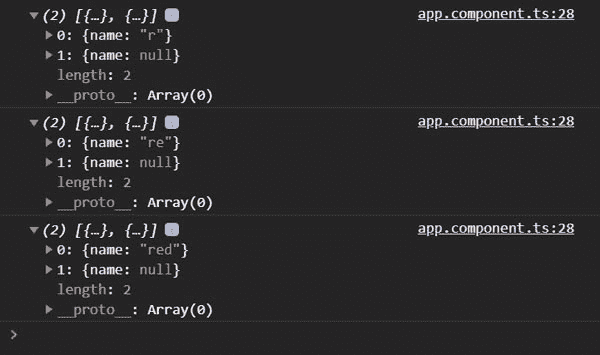 ▼(2) [{…}, {…}] i app.component.ts:28
▶0: {name: "r"}
▶1: {name: null}
length: 2
▶__proto__: Array(0)
▼(2) [{…}, {…}] i app.component.ts:28
▶0: {name: "re"}
▶1: {name: null}
length: 2
▶__proto__: Array(0)
▼(2) [{…}, {…}] i app.component.ts:28
▶0: {name: "red"}
▶1: {name: null}
length: 2
▶__proto__: Array(0)
>